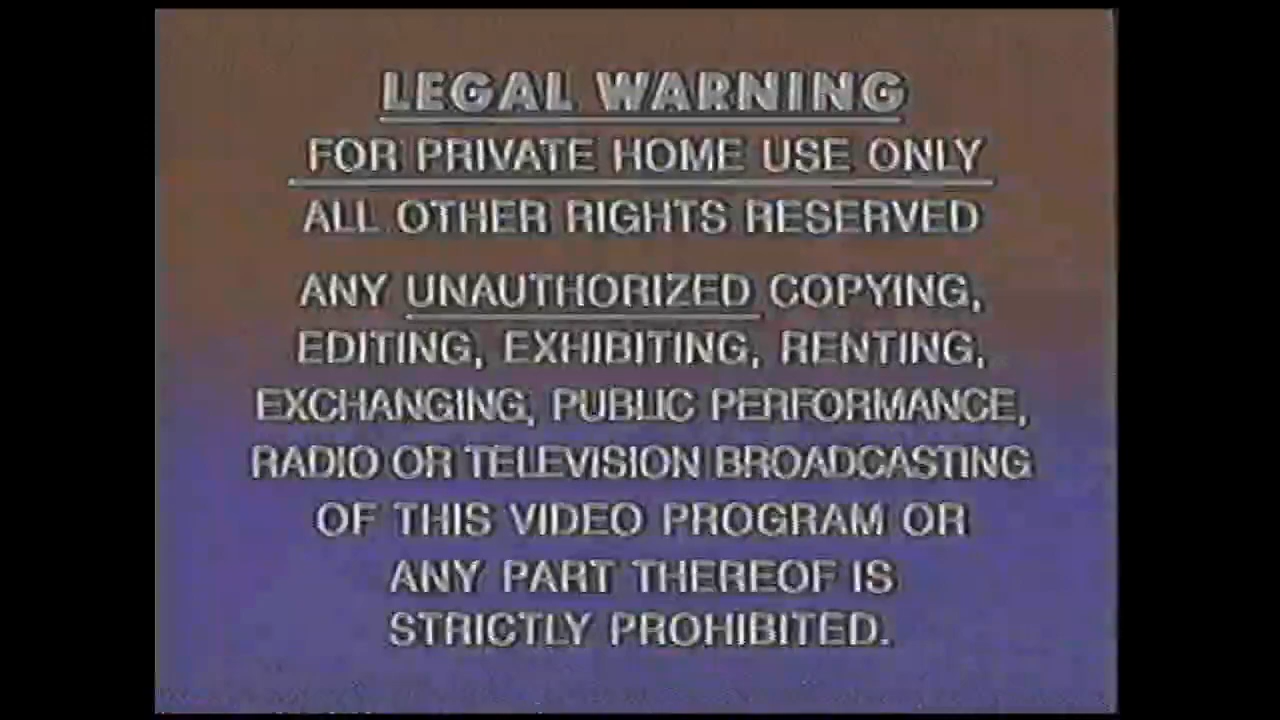 LEGAL WARNING
FOR PRIVATE HOME USE ONLY
ALL OTHER RIGHTS RESERVED
ANY UNAUTHORIZED COPYING,
EDITING, EXHIBITING, RENTING,
EXCHANGING, PUBLIC PERFORMANCE,
RADIO OR TELEVISION BROADCASTING
OF THIS VIDEO PROGRAM OR
ANY PART THEREOF IS
STRICTLY PROHIBITED.